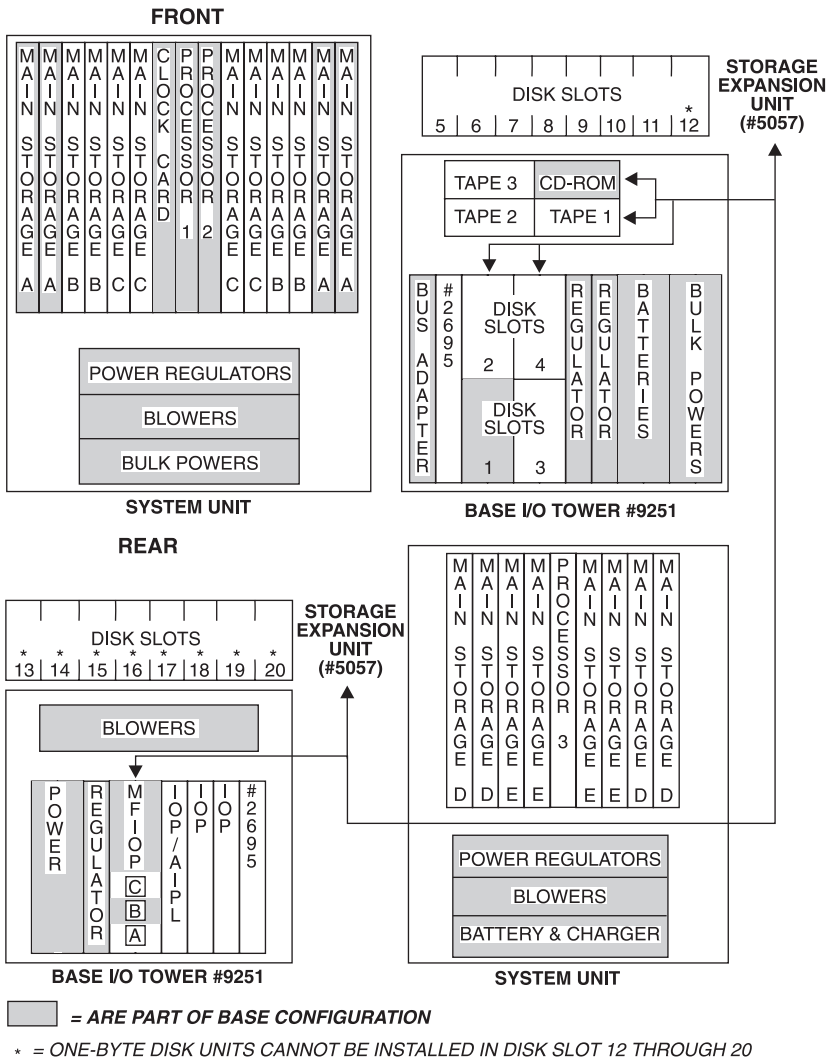 FRONT
MAIN STORAGE A
MAIN STORAGE A
MAIN STORAGE B
MAIN STORAGE B
MAIN STORAGE C
MAIN STORAGE C
CLOCK CARD
PROCESSOR 1
PROCESSOR 2
MAIN STORAGE C
MAIN STORAGE C
MAIN STORAGE B
MAIN STORAGE B
MAIN STORAGE A
MAIN STORAGE A
POWER REGULATORS
BLOWERS
BULK POWERS
SYSTEM UNIT
DISK SLOTS
*
5 6 7 8 9 10 11 12
STORAGE
EXPANSION
UNIT
(#5057)
TAPE 3 CD-ROM
TAPE 2 TAPE 1
BUS ADAPTER
#2695
DISK
SLOTS
2 4
DISK
SLOTS
1 3
REGULATOR
REGULATOR
BATTERIES
BULK POWERS
BASE I/O TOWER #9251
REAR
DISK SLOTS
* * * * * * * *
13 14 15 16 17 18 19 20
STORAGE
EXPANSION
UNIT
(#5057)
BLOWERS
POWER
REGULATOR
MFIOP C B A
IOP/AIPL
IOP
IOP
#2695
BASE I/O TOWER #9251
MAIN STORAGE D
MAIN STORAGE D
MAIN STORAGE E
MAIN STORAGE E
PROCESSOR 3
MAIN STORAGE E
MAIN STORAGE E
MAIN STORAGE D
MAIN STORAGE D
POWER REGULATORS
BLOWERS
BATTERY & CHARGER
SYSTEM UNIT
= ARE PART OF BASE CONFIGURATION
* = ONE-BYTE DISK UNITS CANNOT BE INSTALLED IN DISK SLOT 12 THROUGH 20